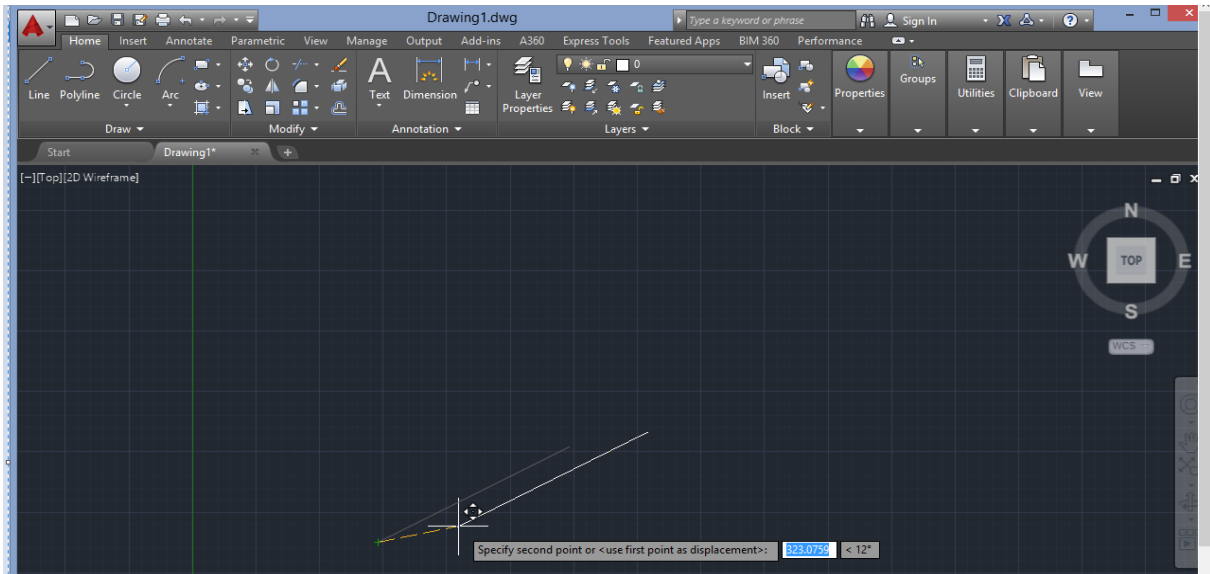 Drawing1.dwg
Type a keyword or phrase
Sign In
Home Insert Annotate Parametric View Manage Output Add-ins A360 Express Tools Featured Apps BIM 360 Performance
0
Line Polyline Circle Arc
Text Dimension
Layer
Properties
Insert
Properties
Groups
Utilities
Clipboard
View
Draw
Modify
Annotation
Layers
Block
Start
Drawing1*
[−][Top][2D Wireframe]
N
W
TOP
E
S
WCS
Specify second point or <use first point as displacement>: 323.0759 < 12°